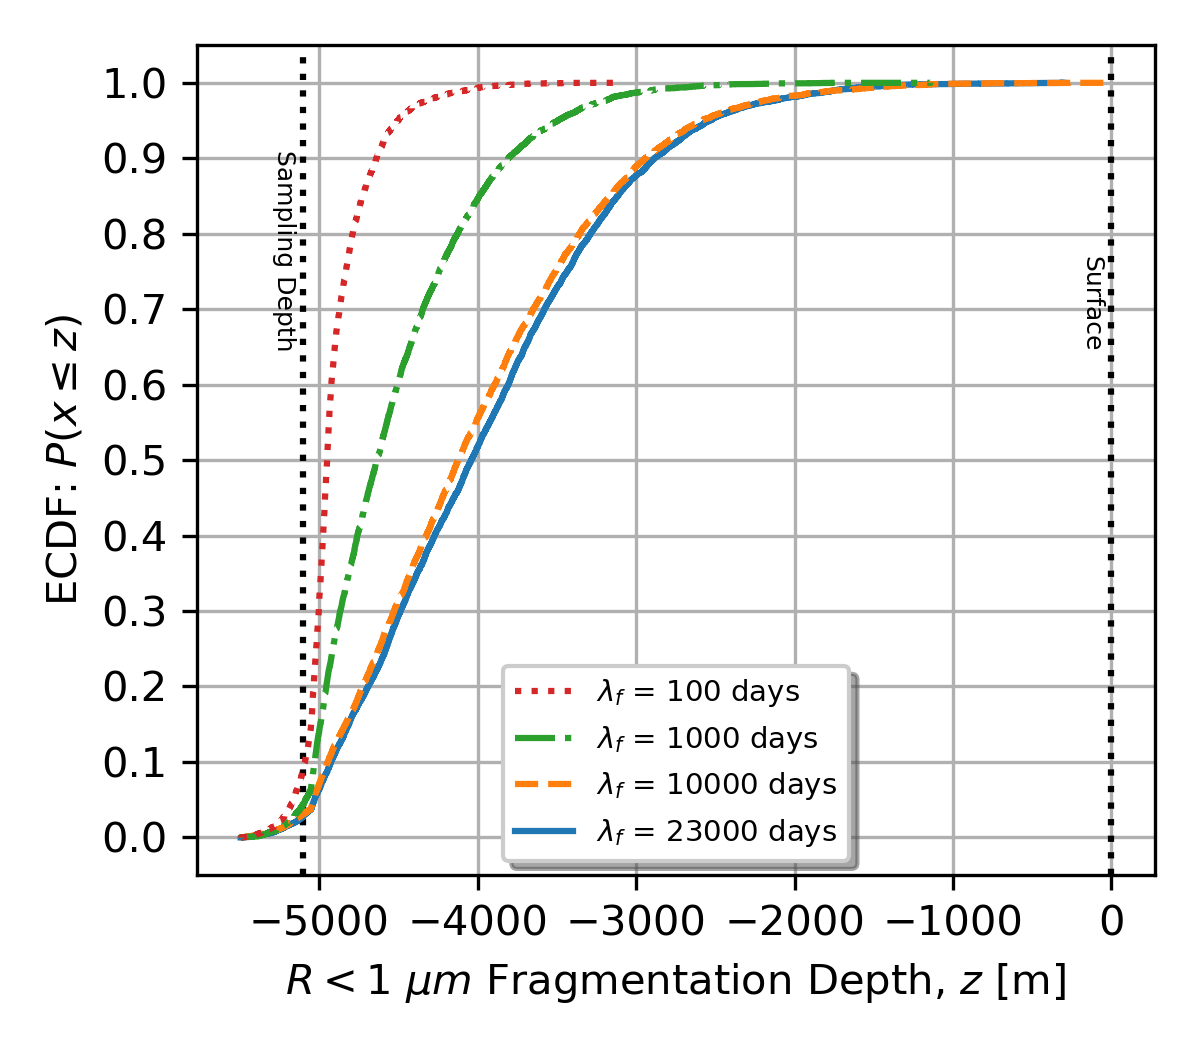 1.0
0.9
0.8
0.7
0.6
0.5
0.4
0.3
0.2
0.1
0.0
ECDF: P(x ≤ z)
Sampling Depth
Surface
λf = 100 days
λf = 1000 days
λf = 10000 days
λf = 23000 days
−5000 −4000 −3000 −2000 −1000 0
R < 1 μm Fragmentation Depth, z [m]